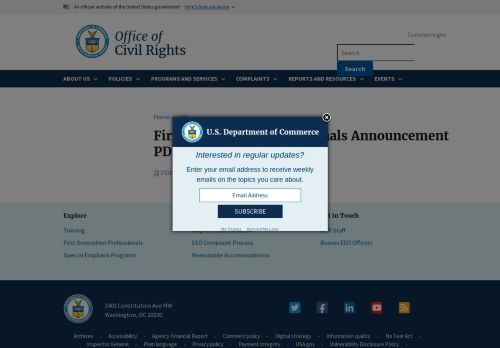 An official website of the United States government
Here's how you know
Office of
Civil Rights
Commerce.gov
Search
Search
ABOUT US
POLICIES
PROGRAMS AND SERVICES
COMPLAINTS
REPORTS AND RESOURCES
EVENTS
Home
Announcement
PD
U.S. Department of Commerce
Interested in regular updates?
Enter your email address to receive weekly
emails on the topics you care about.
Email Address
SUBSCRIBE
No Thanks
Remind Me Later
Explore
in Touch
Training
Staff
First Generation Professionals
EEO Complaint Process
Bureau EEO Officers
Special Emphasis Programs
Reasonable Accommodations
1401 Constitution Ave NW
Washington, DC 20230
Archives
Accessibility
Agency Financial Report
Comment policy
Digital strategy
Information quality
No Fear Act
Inspector General
Plain language
Privacy policy
Payment Integrity
USA.gov
Vulnerability Disclosure Policy